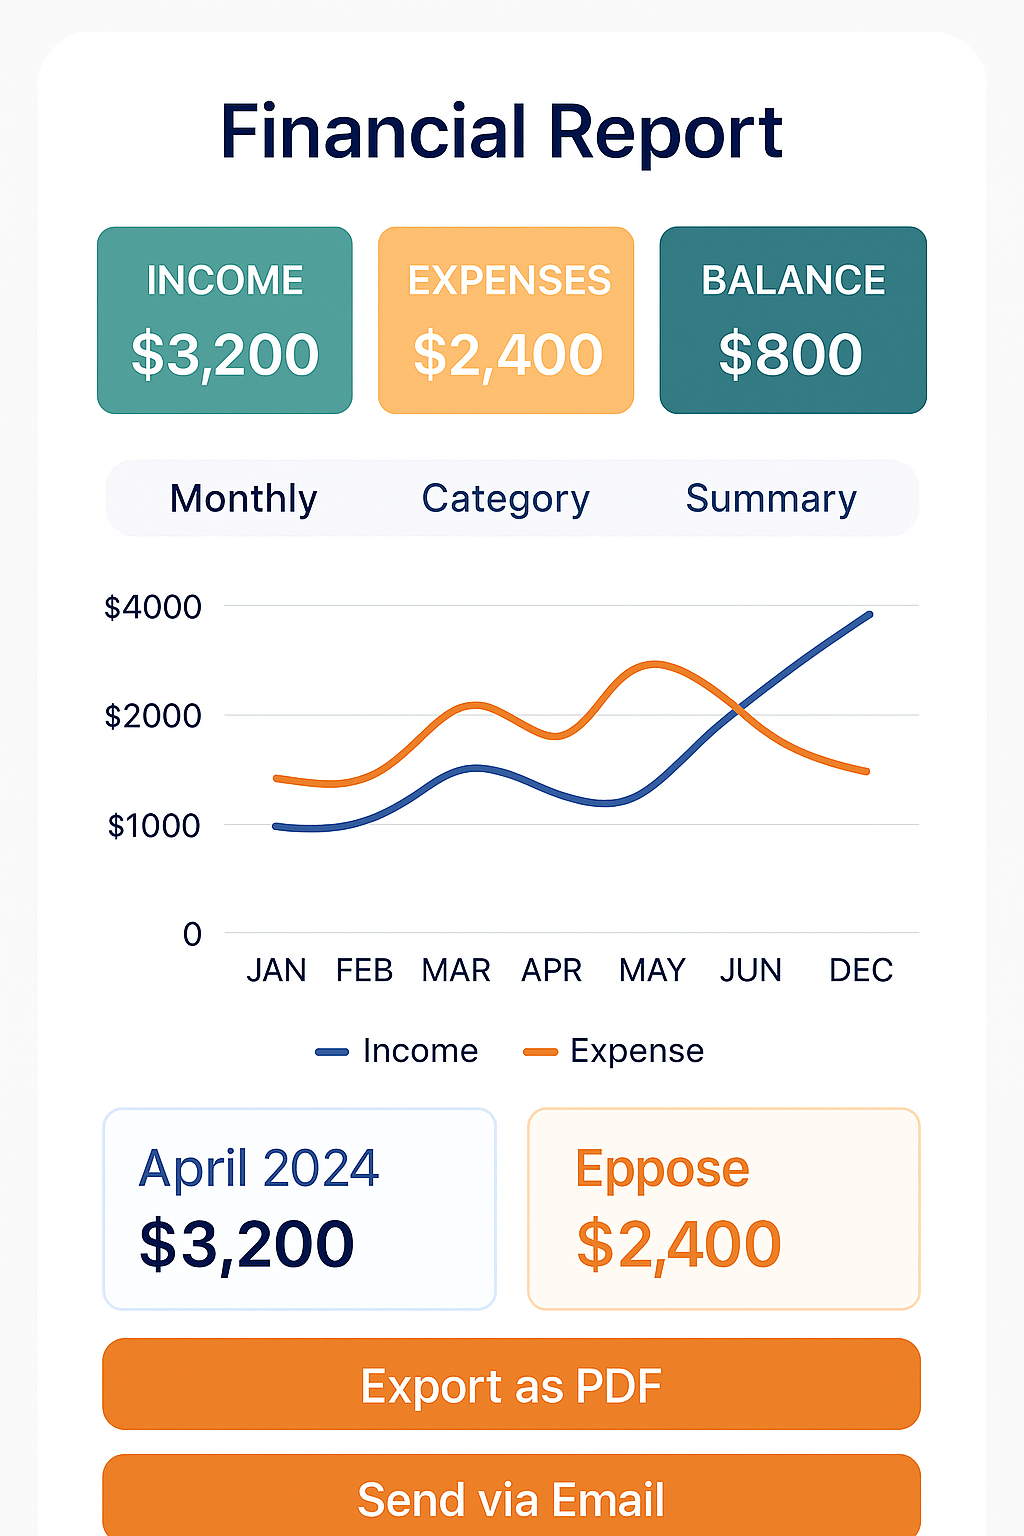 Financial Report
INCOME
$3,200
EXPENSES
$2,400
BALANCE
$800
Monthly Category Summary
$4000
$2000
$1000
0
JAN FEB MAR APR MAY JUN DEC
Income Expense
April 2024
$3,200
Eppose
$2,400
Export as PDF
Send via Email